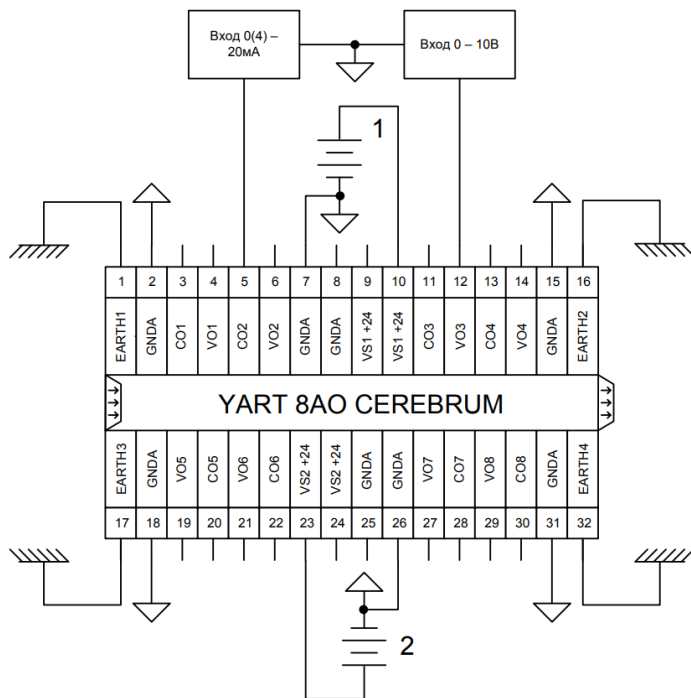 Вход 0(4) –
20мА
Вход 0 – 10В
1
1 2 3 4 5 6 7 8 9 10 11 12 13 14 15 16
EARTH1 GNDA CO1 VO1 CO2 VO2 GNDA GNDA VS1 +24 VS1 +24 CO3 VO3 CO4 VO4 GNDA EARTH2
YART 8AO CEREBRUM
EARTH3 GNDA VO5 CO5 VO6 CO6 VS2 +24 VS2 +24 GNDA GNDA VO7 CO7 VO8 CO8 GNDA EARTH4
17 18 19 20 21 22 23 24 25 26 27 28 29 30 31 32
2